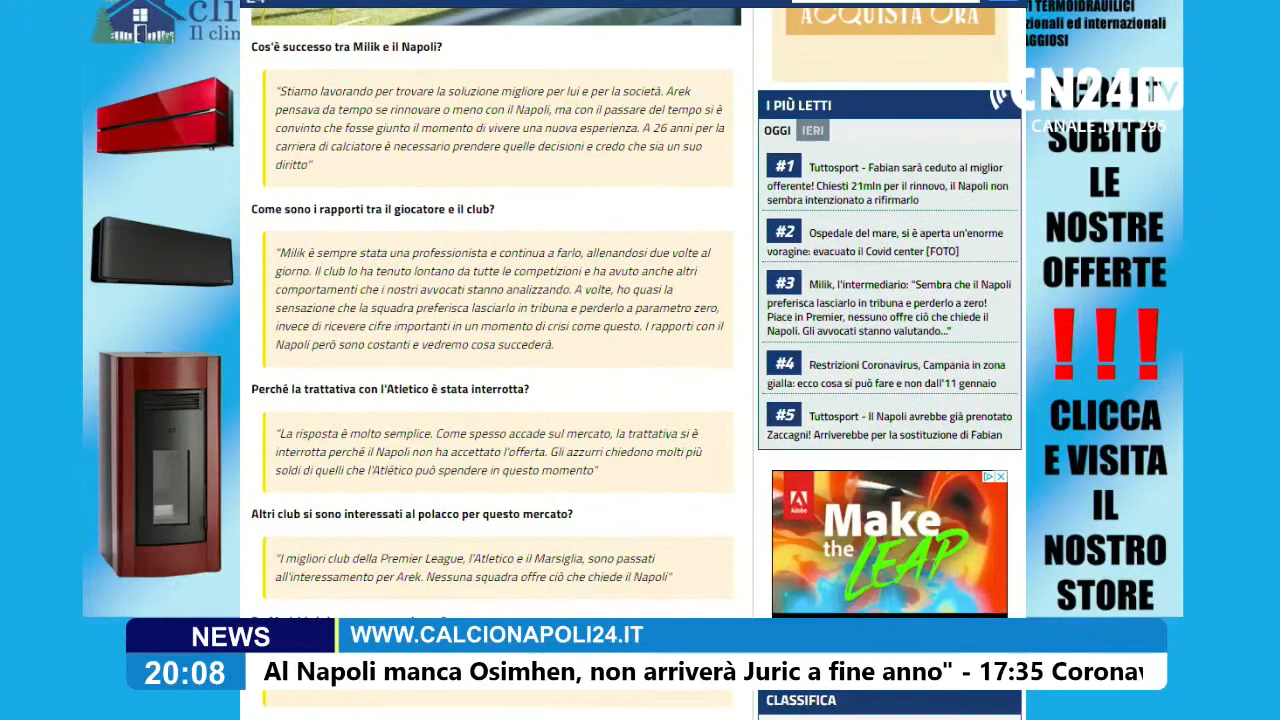 cli
Il clim
Cos'è successo tra Milik e il Napoli?
"Stiamo lavorando per trovare la soluzione migliore per lui e per la società. Arek
pensava da tempo se rinnovare o meno con il Napoli, ma con il passare del tempo si è
convinto che fosse giunto il momento di vivere una nuova esperienza. A 26 anni per la
carriera di calciatore è necessario prendere quelle decisioni e credo che sia un suo
diritto"
Come sono i rapporti tra il giocatore e il club?
"Milik è sempre stata una professionista e continua a farlo, allenandosi due volte al
giorno. Il club lo ha tenuto lontano da tutte le competizioni e ha avuto anche altri
comportamenti che i nostri avvocati stanno analizzando. A volte, ho quasi la
sensazione che la squadra preferisca lasciarlo in tribuna e perderlo a parametro zero,
invece di ricevere cifre importanti in un momento di crisi come questo. I rapporti con il
Napoli però sono costanti e vedremo cosa succederà.
Perché la trattativa con l'Atletico è stata interrotta?
"La risposta è molto semplice. Come spesso accade sul mercato, la trattativa si è
interrotta perché il Napoli non ha accettato l'offerta. Gli azzurri chiedono molti più
soldi di quelli che l'Atlético può spendere in questo momento"
Altri club si sono interessati al polacco per questo mercato?
"I migliori club della Premier League, l'Atletico e il Marsiglia, sono passati
all'interessamento per Arek. Nessuna squadra offre ciò che chiede il Napoli"
ACQUISTA ORA
I PIÙ LETTI
OGGI IERI
#1 Tuttosport - Fabian sarà ceduto al miglior
offerente! Chiesti 21mln per il rinnovo, il Napoli non
sembra intenzionato a rifirmarlo
#2 Ospedale del mare, si è aperta un'enorme
voragine: evacuato il Covid center [FOTO]
#3 Milik, l'intermediario: "Sembra che il Napoli
preferisca lasciarlo in tribuna e perderlo a zero!
Piace in Premier, nessuno offre ciò che chiede il
Napoli. Gli avvocati stanno valutando..."
#4 Restrizioni Coronavirus, Campania in zona
gialla: ecco cosa si può fare e non dall'11 gennaio
#5 Tuttosport - Il Napoli avrebbe già prenotato
Zaccagni! Arriverebbe per la sostituzione di Fabian
Adobe
Make
the LEAP
CLASSIFICA
I TERMOIDRAULICI
zionali ed internazionali
AGGIOSI
CN24 TV
CANALE DTT 296
SUBITO
LE
NOSTRE
OFFERTE
!!!
CLICCA
E VISITA
IL
NOSTRO
STORE
NEWS
WWW.CALCIONAPOLI24.IT
20:08
Al Napoli manca Osimhen, non arriverà Juric a fine anno" - 17:35 Coronav